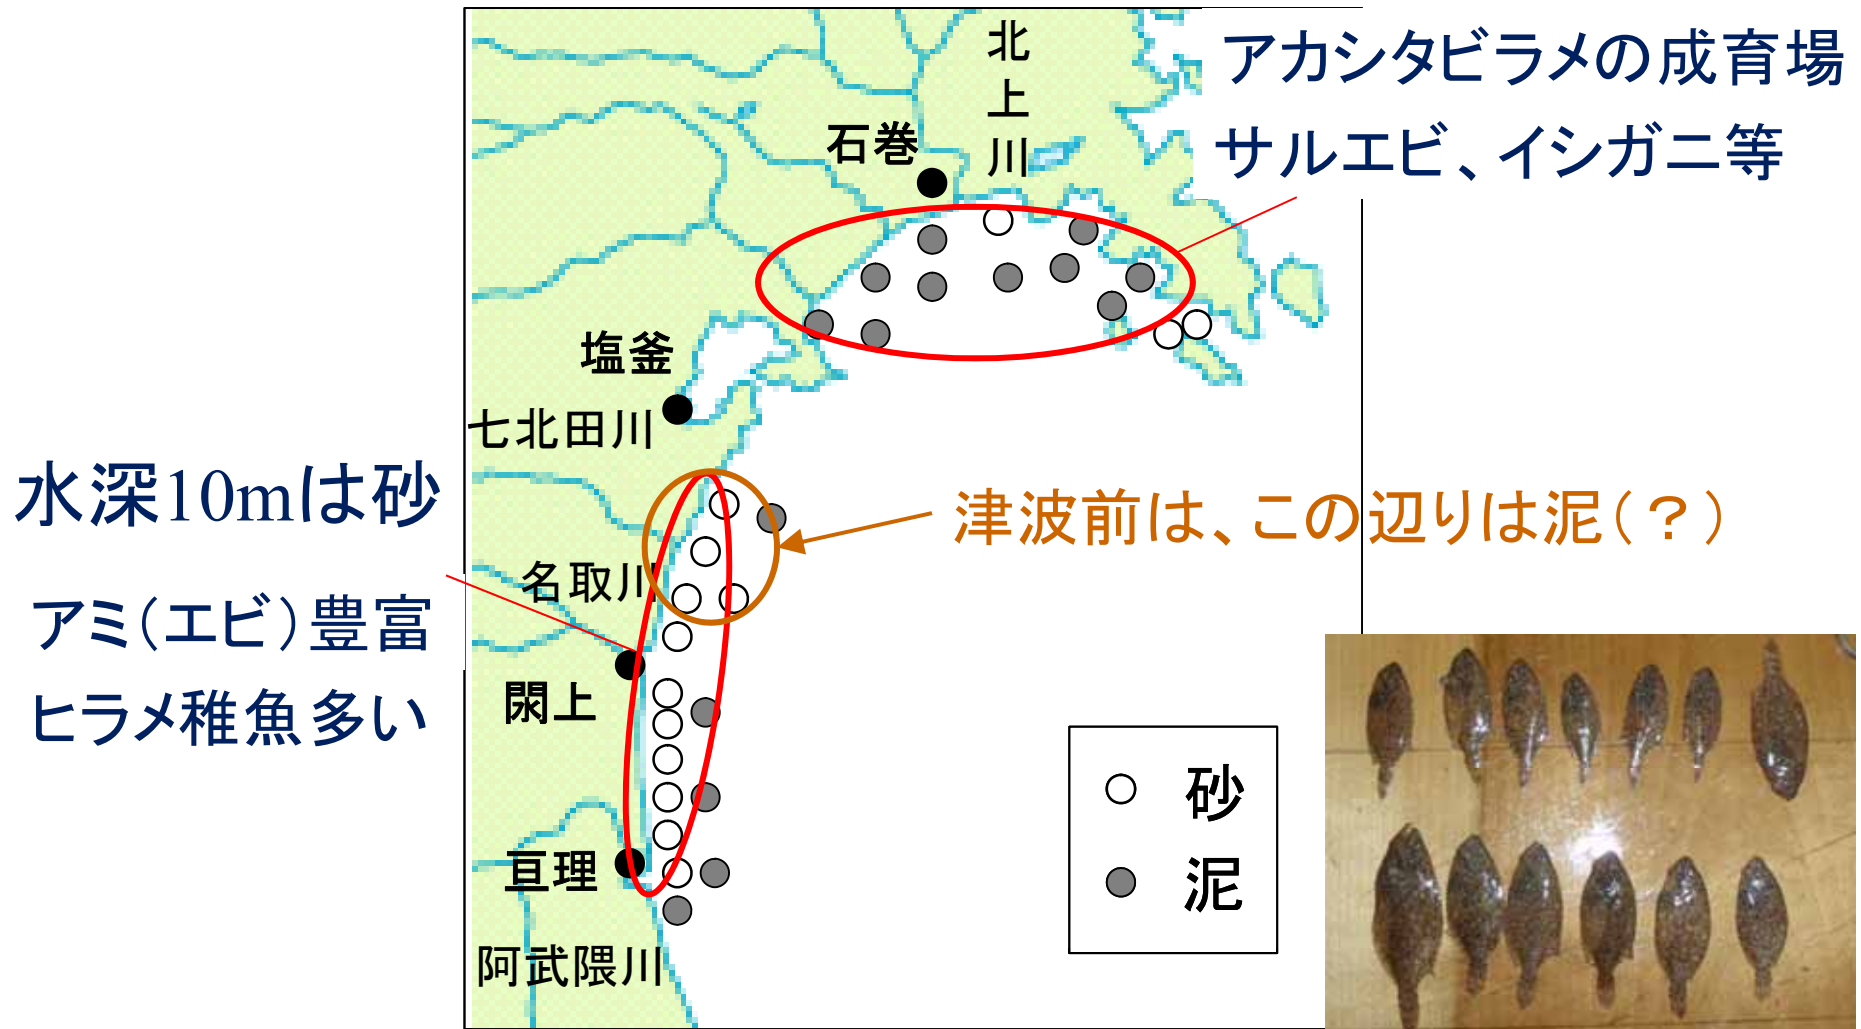 アカシタビラメの成育場
サルエビ、イシガニ等
北上川
石巻
塩釜
七北田川
水深10mは砂
アミ（エビ）豊富
ヒラメ稚魚多い
津波前は、この辺りは泥（？）
名取川
閖上
亘理
阿武隈川
砂
泥